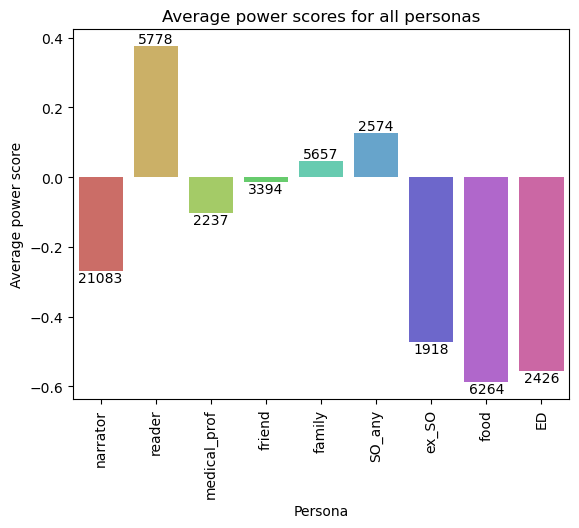 Average power scores for all personas
Average power score
0.4
0.2
0.0
−0.2
−0.4
−0.6
21083
5778
2237
3394
5657
2574
1918
6264
2426
narrator
reader
medical_prof
friend
family
SO_any
ex_SO
food
ED
Persona